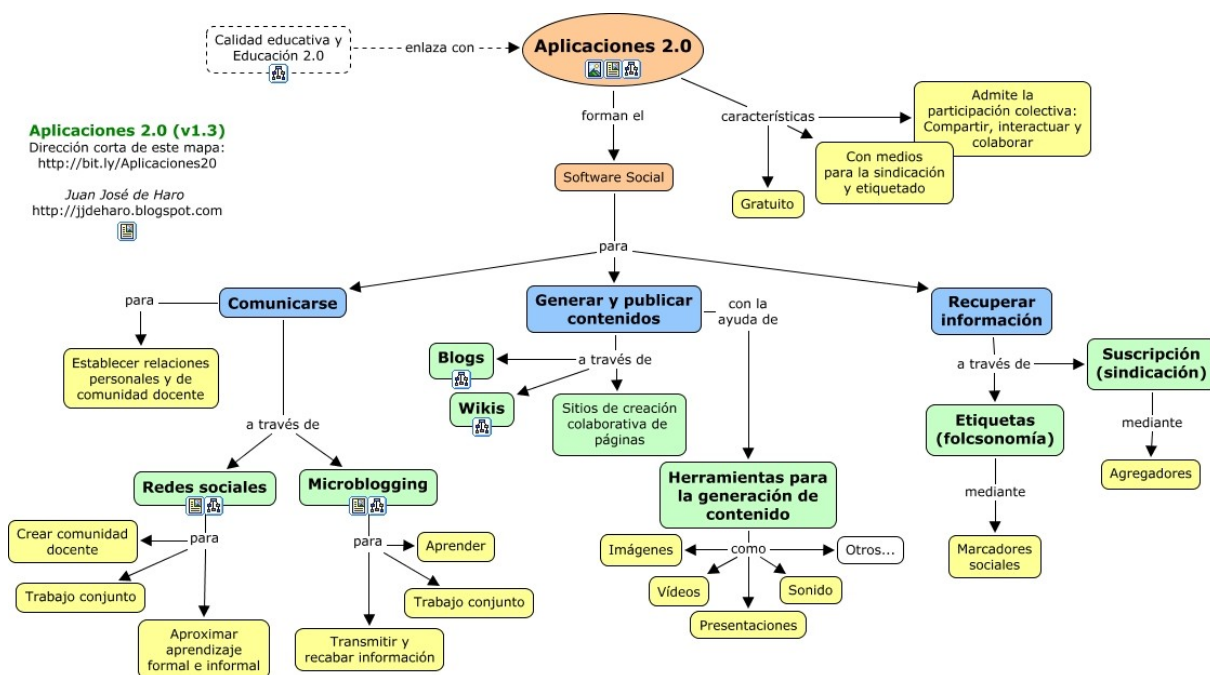 Calidad educativa y
Educación 2.0
enlaza con
Aplicaciones 2.0
forman el
características
Admite la
participación colectiva:
Compartir, interactuar y
colaborar
Con medios
para la sindicación
y etiquetado
Gratuito
Aplicaciones 2.0 (v1.3)
Dirección corta de este mapa:
http://bit.ly/Aplicaciones20
Juan José de Haro
http://jjdeharo.blogspot.com
Software Social
para
para
Comunicarse
Generar y publicar
contenidos
con la
ayuda de
Recuperar
información
Establecer relaciones
personales y de
comunidad docente
a través de
Blogs
Wikis
Sitios de creación
colaborativa de
páginas
a través de
Suscripción
(sindicación)
Etiquetas
(folcsonomía)
mediante
Agregadores
a través de
Redes sociales
Microblogging
Herramientas para
la generación de
contenido
mediante
Marcadores
sociales
para
Crear comunidad
docente
Trabajo conjunto
Aproximar
aprendizaje
formal e informal
para
Aprender
Trabajo conjunto
Transmitir y
recabar información
como
Imágenes
Otros...
Vídeos
Sonido
Presentaciones